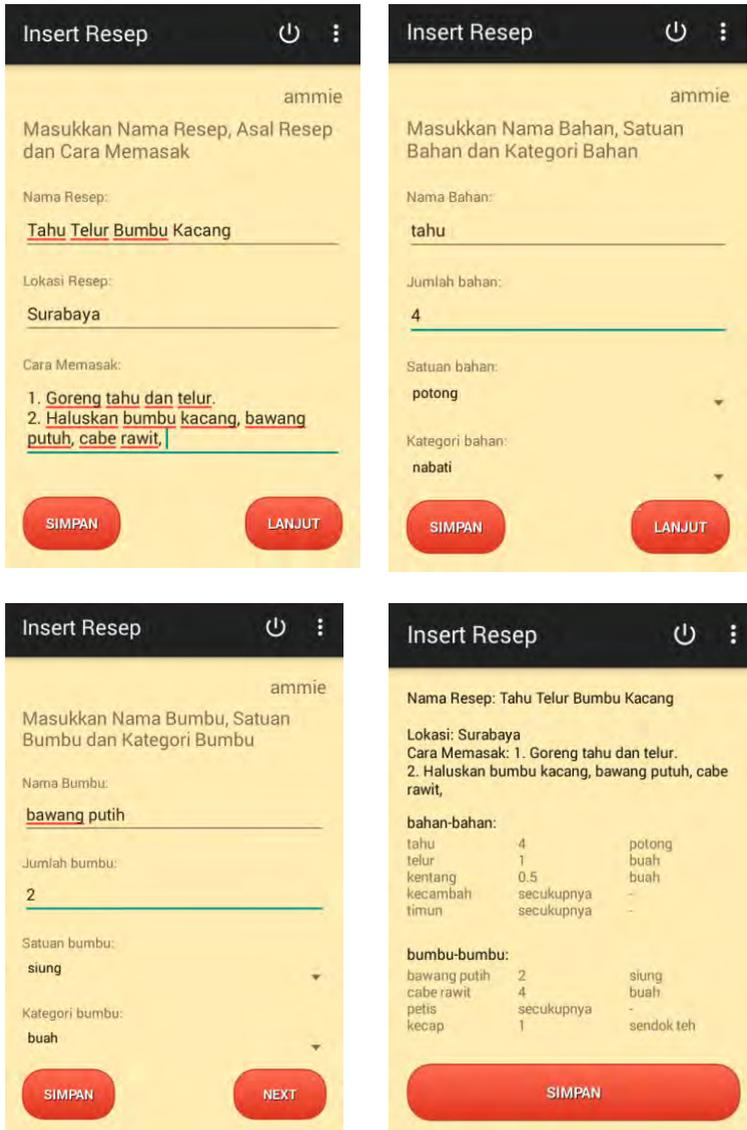 Insert Resep
ammie
Masukkan Nama Resep, Asal Resep
dan Cara Memasak
Nama Resep:
Tahu Telur Bumbu Kacang
Lokasi Resep:
Surabaya
Cara Memasak:
1. Goreng tahu dan telur.
2. Haluskan bumbu kacang, bawang
putuh, cabe rawit,
SIMPAN
LANJUT
Insert Resep
ammie
Masukkan Nama Bahan, Satuan
Bahan dan Kategori Bahan
Nama Bahan:
tahu
Jumlah bahan:
4
Satuan bahan:
potong
Kategori bahan:
nabati
SIMPAN
LANJUT
Insert Resep
ammie
Masukkan Nama Bumbu, Satuan
Bumbu dan Kategori Bumbu
Nama Bumbu:
bawang putih
Jumlah bumbu:
2
Satuan bumbu:
siung
Kategori bumbu:
buah
SIMPAN
NEXT
Insert Resep
Nama Resep: Tahu Telur Bumbu Kacang
Lokasi: Surabaya
Cara Memasak: 1. Goreng tahu dan telur.
2. Haluskan bumbu kacang, bawang putuh, cabe
rawit,
bahan-bahan:
tahu 4 potong
telur 1 buah
kentang 0.5 buah
kecambah secukupnya -
timun secukupnya -
bumbu-bumbu:
bawang putih 2 siung
cabe rawit 4 buah
petis secukupnya -
kecap 1 sendok teh
SIMPAN